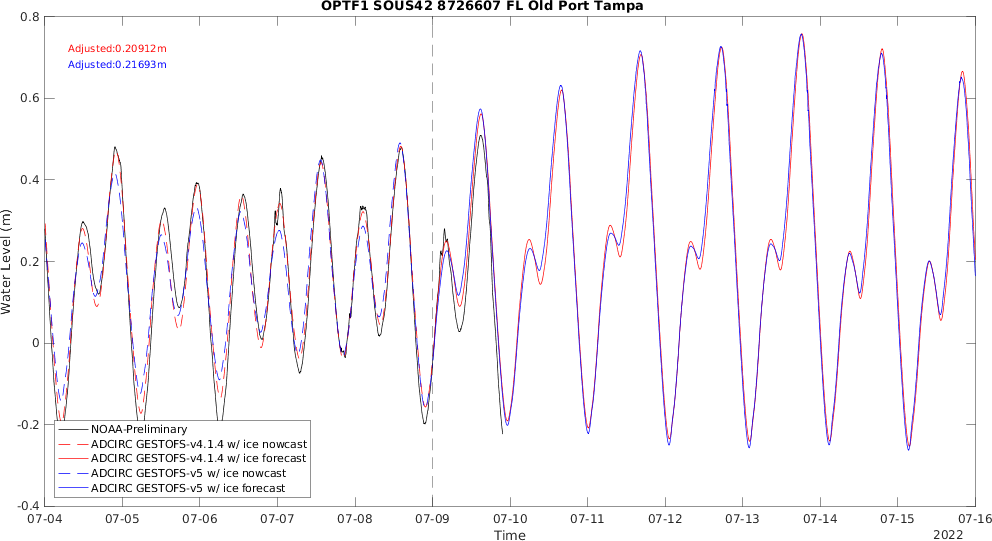 OPTF1 SOUS42 8726607 FL Old Port Tampa
0.8
0.6
0.4
0.2
0
-0.2
-0.4
Water Level (m)
Adjusted:0.20912m
Adjusted:0.21693m
NOAA-Preliminary
ADCIRC GESTOFS-v4.1.4 w/ ice nowcast
ADCIRC GESTOFS-v4.1.4 w/ ice forecast
ADCIRC GESTOFS-v5 w/ ice nowcast
ADCIRC GESTOFS-v5 w/ ice forecast
07-04 07-05 07-06 07-07 07-08 07-09 07-10 07-11 07-12 07-13 07-14 07-15 07-16
Time
2022